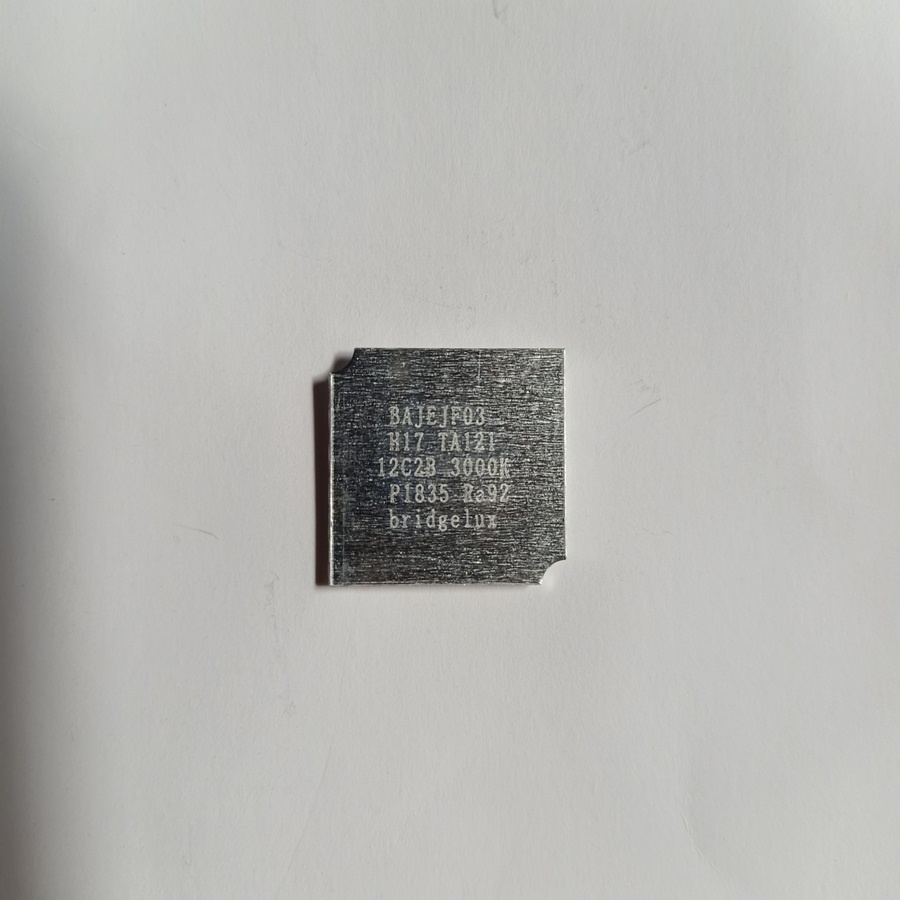 BAJEJF03
H17 TA121
12C2B 3000K
P1835 Ra92
bridgelux